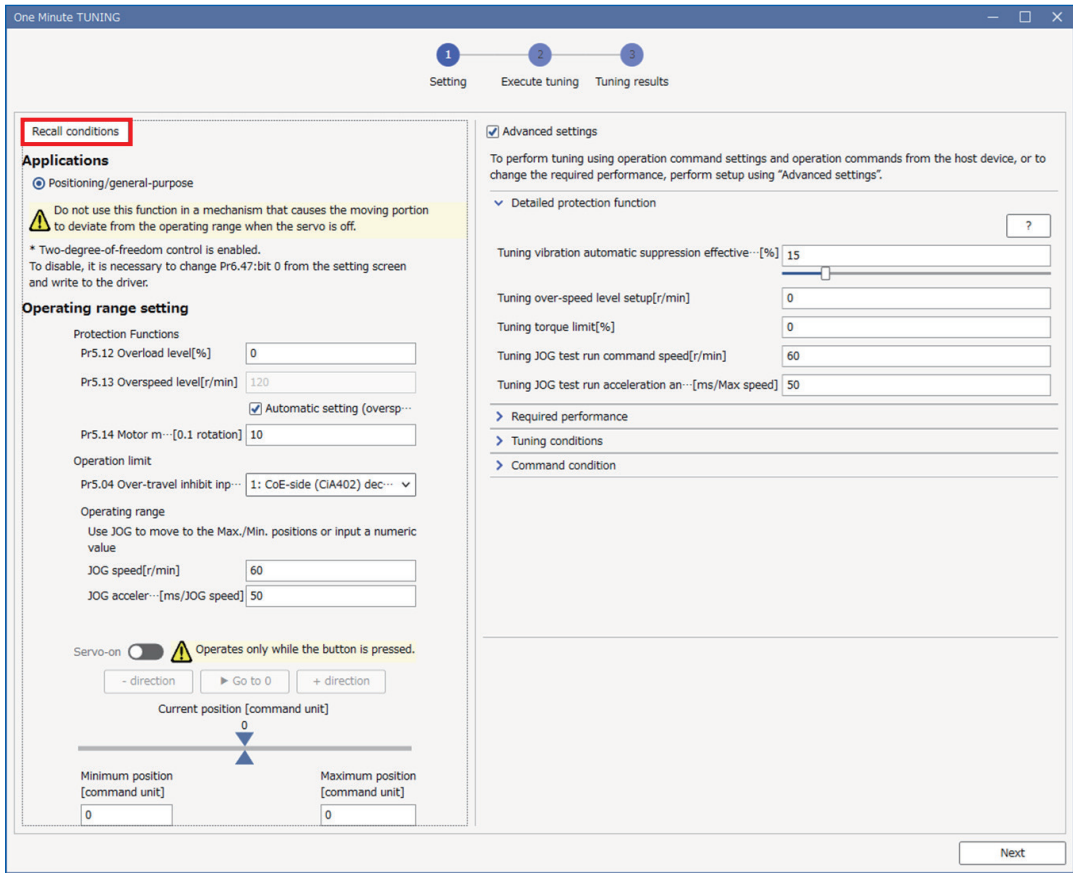 One Minute TUNING
1
2
3
Setting
Execute tuning
Tuning results
Recall conditions
Applications
Positioning/general-purpose
Do not use this function in a mechanism that causes the moving portion
to deviate from the operating range when the servo is off.
* Two-degree-of-freedom control is enabled.
To disable, it is necessary to change Pr6.47:bit 0 from the setting screen
and write to the driver.
Operating range setting
Protection Functions
Pr5.12 Overload level[%] 0
Pr5.13 Overspeed level[r/min] 120
Automatic setting (oversp…
Pr5.14 Motor m…[0.1 rotation] 10
Operation limit
Pr5.04 Over-travel inhibit inp… 1: CoE-side (CiA402) dec…
Operating range
Use JOG to move to the Max./Min. positions or input a numeric
value
JOG speed[r/min] 60
JOG acceler…[ms/JOG speed] 50
Servo-on Operates only while the button is pressed.
- direction
Go to 0
+ direction
Current position [command unit]
0
Minimum position
[command unit]
0
Maximum position
[command unit]
0
Advanced settings
To perform tuning using operation command settings and operation commands from the host device, or to
change the required performance, perform setup using "Advanced settings".
Detailed protection function
?
Tuning vibration automatic suppression effective…[%] 15
Tuning over-speed level setup[r/min] 0
Tuning torque limit[%] 0
Tuning JOG test run command speed[r/min] 60
Tuning JOG test run acceleration an…[ms/Max speed] 50
Required performance
Tuning conditions
Command condition
Next